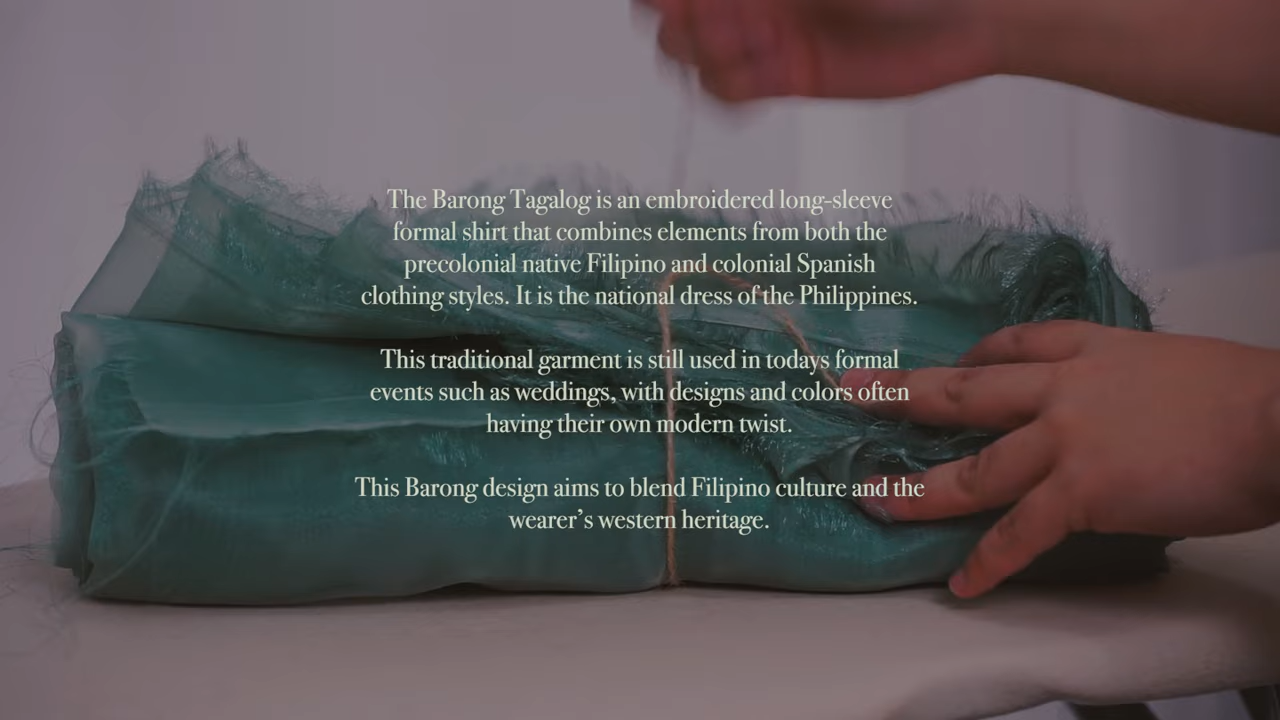 The Barong Tagalog is an embroidered long-sleeve
formal shirt that combines elements from both the
precolonial native Filipino and colonial Spanish
clothing styles. It is the national dress of the Philippines.
This traditional garment is still used in todays formal
events such as weddings, with designs and colors often
having their own modern twist.
This Barong design aims to blend Filipino culture and the
wearer’s western heritage.